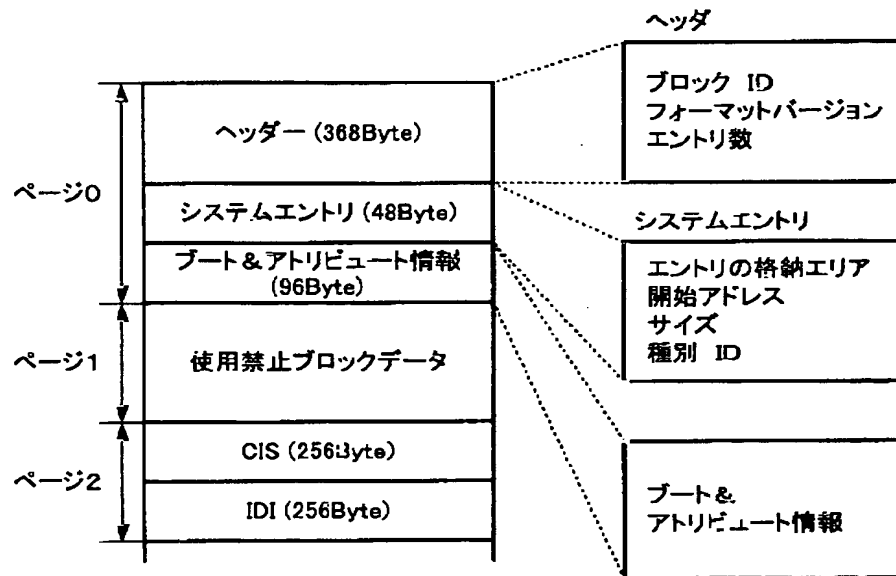 ページ0
ヘッダー (368Byte)
システムエントリ (48Byte)
ブート&アトリビュート情報
(96Byte)
ページ1
使用禁止ブロックデータ
ページ2
CIS (256Byte)
IDI (256Byte)
ヘッダ
ブロック ID
フォーマットバージョン
エントリ数
システムエントリ
エントリの格納エリア
開始アドレス
サイズ
種別 ID
ブート&
アトリビュート情報